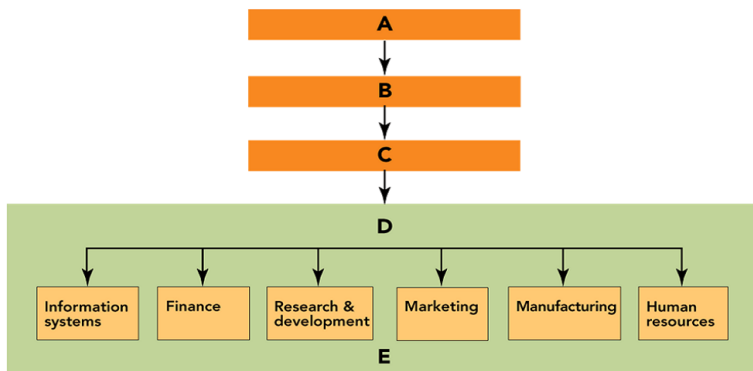 A
B
C
D
Information
systems
Finance
Research &
development
Marketing
Manufacturing
Human
resources
E